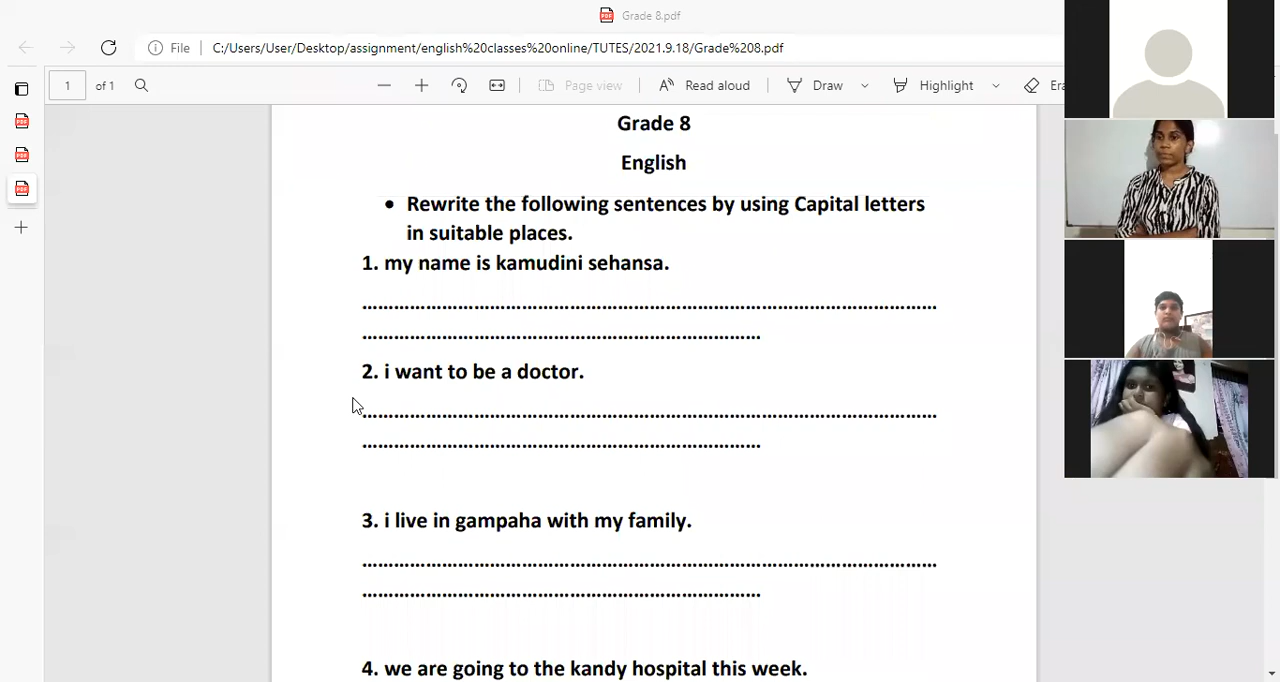 Grade 8.pdf
File C:/Users/User/Desktop/assignment/english%20classes%20online/TUTES/2021.9.18/Grade%208.pdf
1 of 1 Page view Read aloud Draw Highlight Era
Grade 8
English
• Rewrite the following sentences by using Capital letters
in suitable places.
1. my name is kamudini sehansa.
................................................................................
................................................................
2. i want to be a doctor.
................................................................................
................................................................
3. i live in gampaha with my family.
................................................................................
................................................................
4. we are going to the kandy hospital this week.